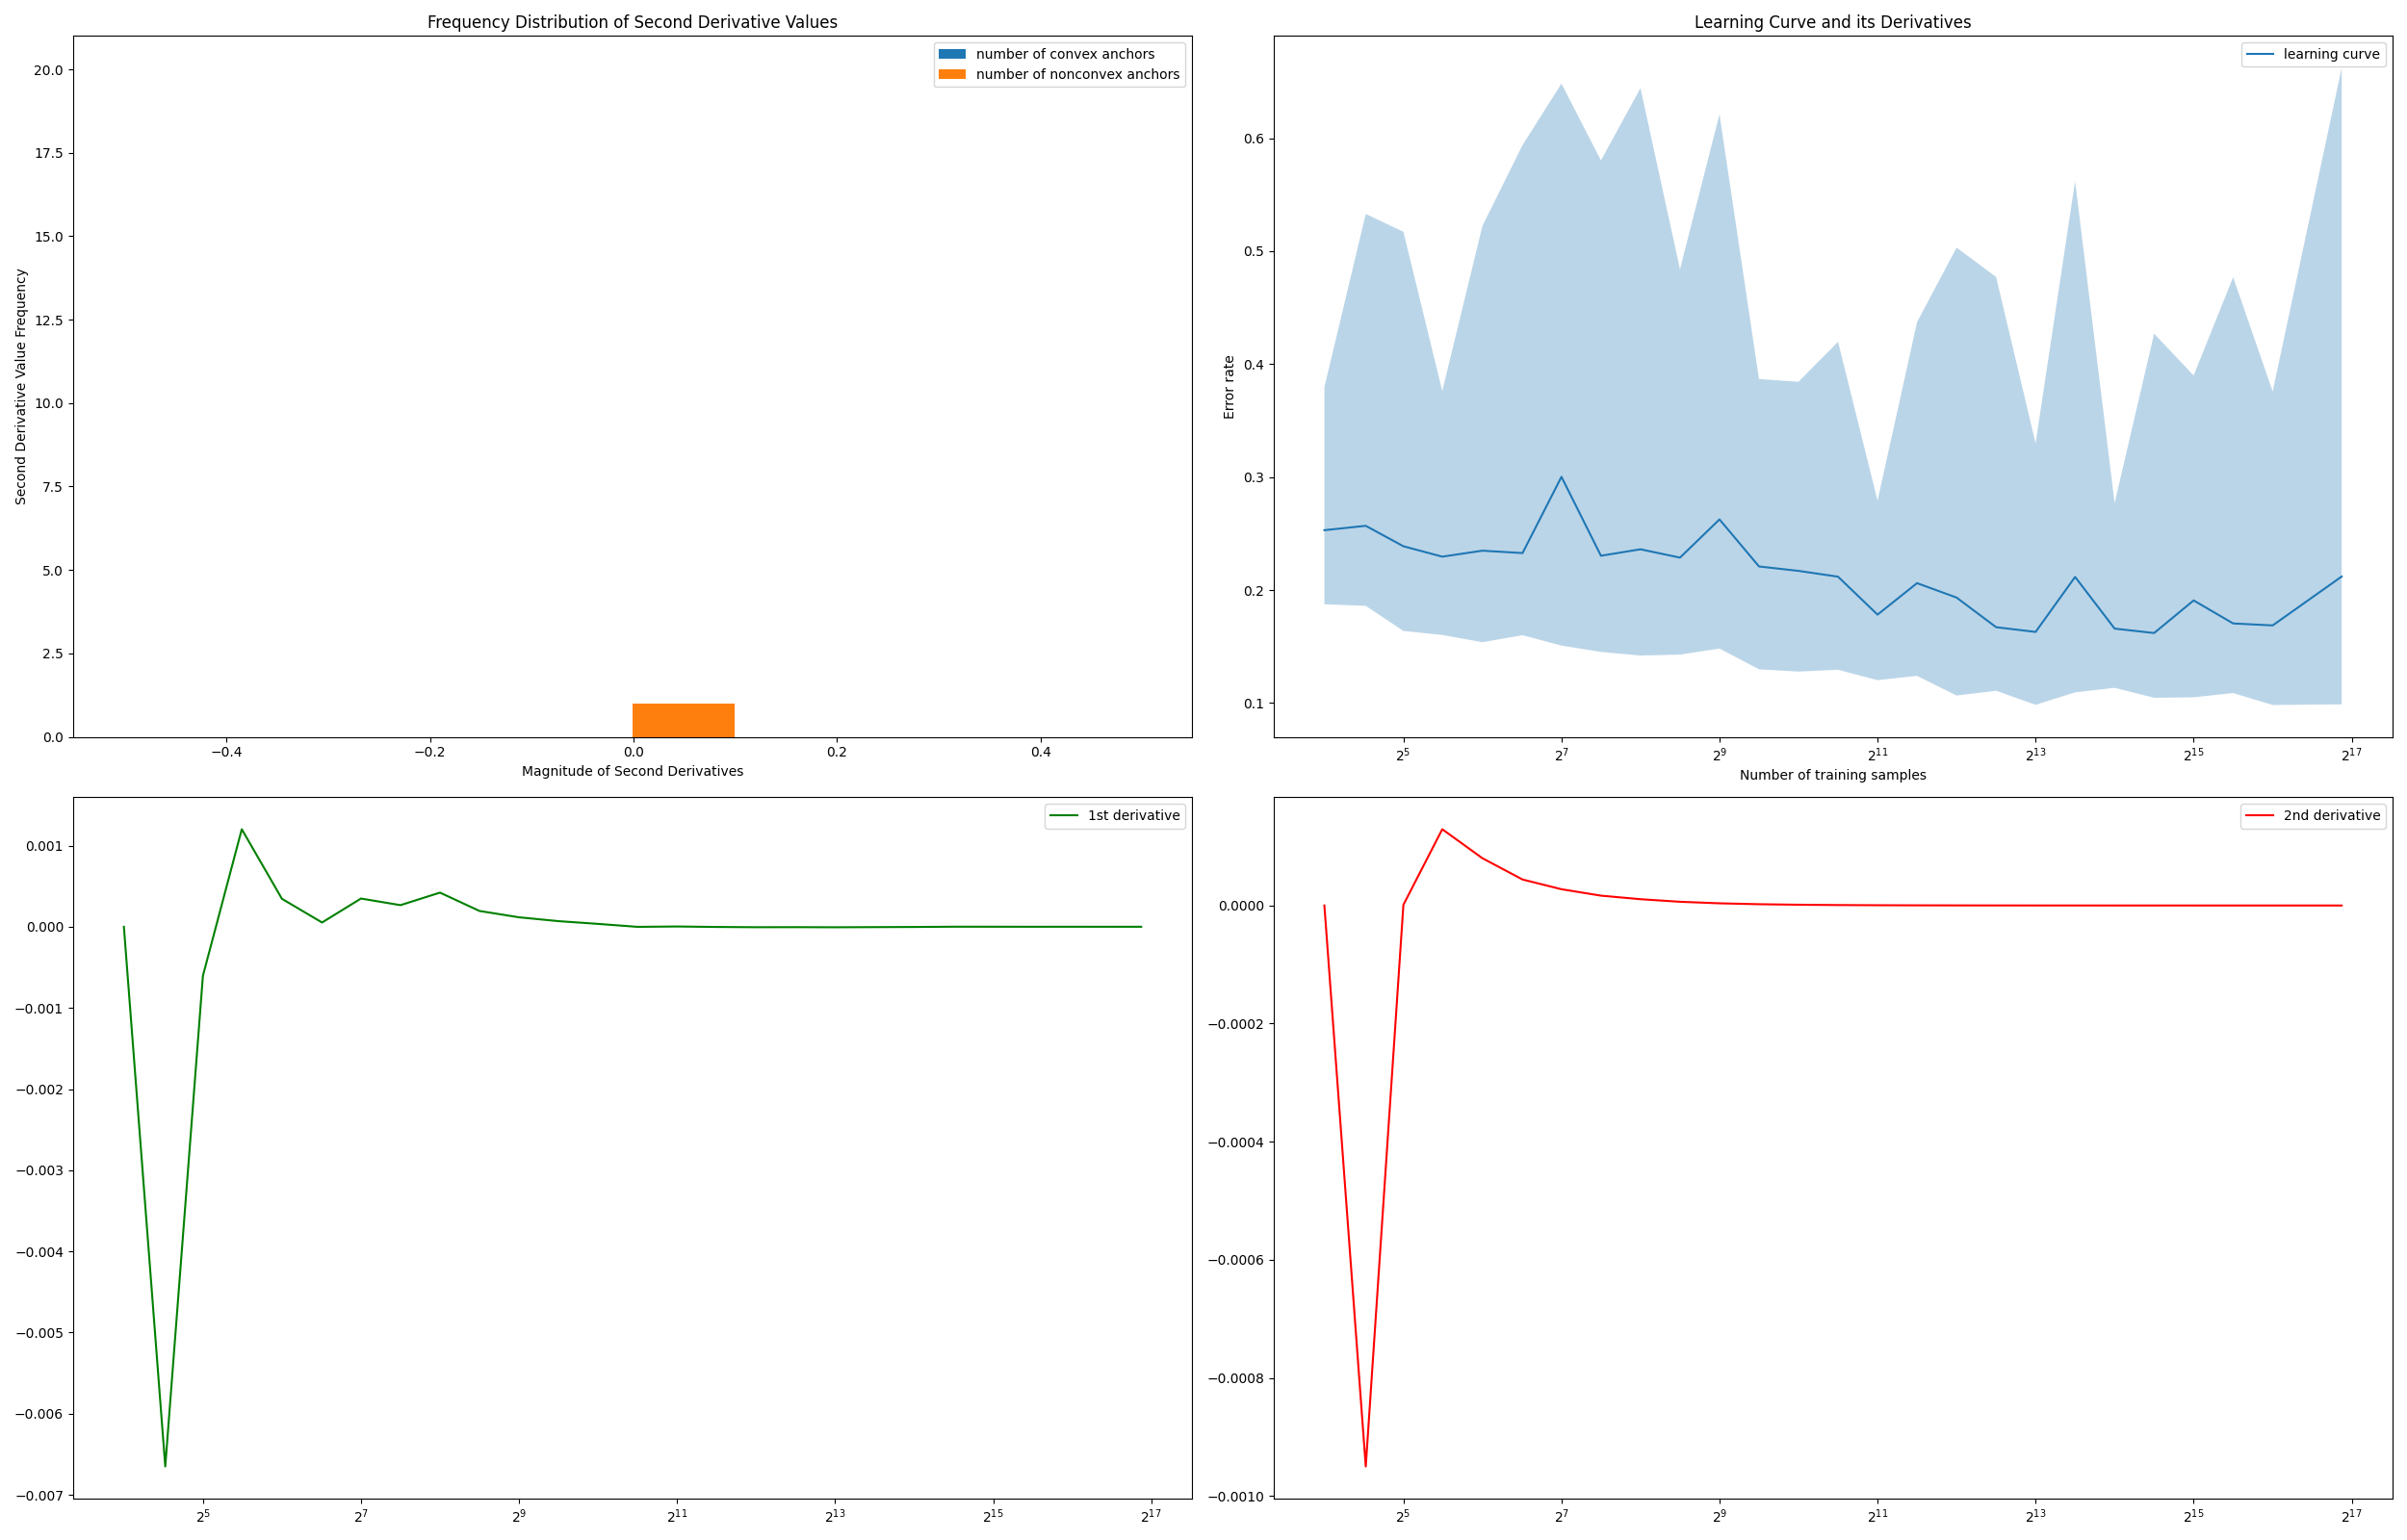 Frequency Distribution of Second Derivative Values
number of convex anchors
number of nonconvex anchors
20.0
17.5
15.0
12.5
10.0
7.5
5.0
2.5
0.0
Second Derivative Value Frequency
−0.4 −0.2 0.0 0.2 0.4
Magnitude of Second Derivatives
Learning Curve and its Derivatives
learning curve
0.6
0.5
0.4
0.3
0.2
0.1
Error rate
2^5 2^7 2^9 2^11 2^13 2^15 2^17
Number of training samples
1st derivative
0.001
0.000
−0.001
−0.002
−0.003
−0.004
−0.005
−0.006
−0.007
2^5 2^7 2^9 2^11 2^13 2^15 2^17
2nd derivative
0.0000
−0.0002
−0.0004
−0.0006
−0.0008
−0.0010
2^5 2^7 2^9 2^11 2^13 2^15 2^17